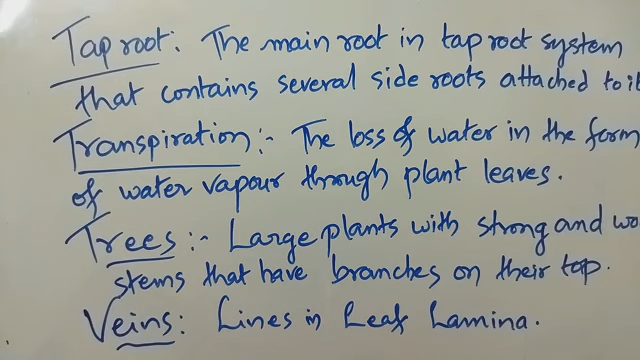 Tap root: The main root in tap root system
that contains several side roots attached to it
Transpiration:- The loss of water in the form
of water vapour through plant leaves.
Trees:- Large plants with strong and wo
stems that have branches on their top.
Veins: Lines in Leaf Lamina.